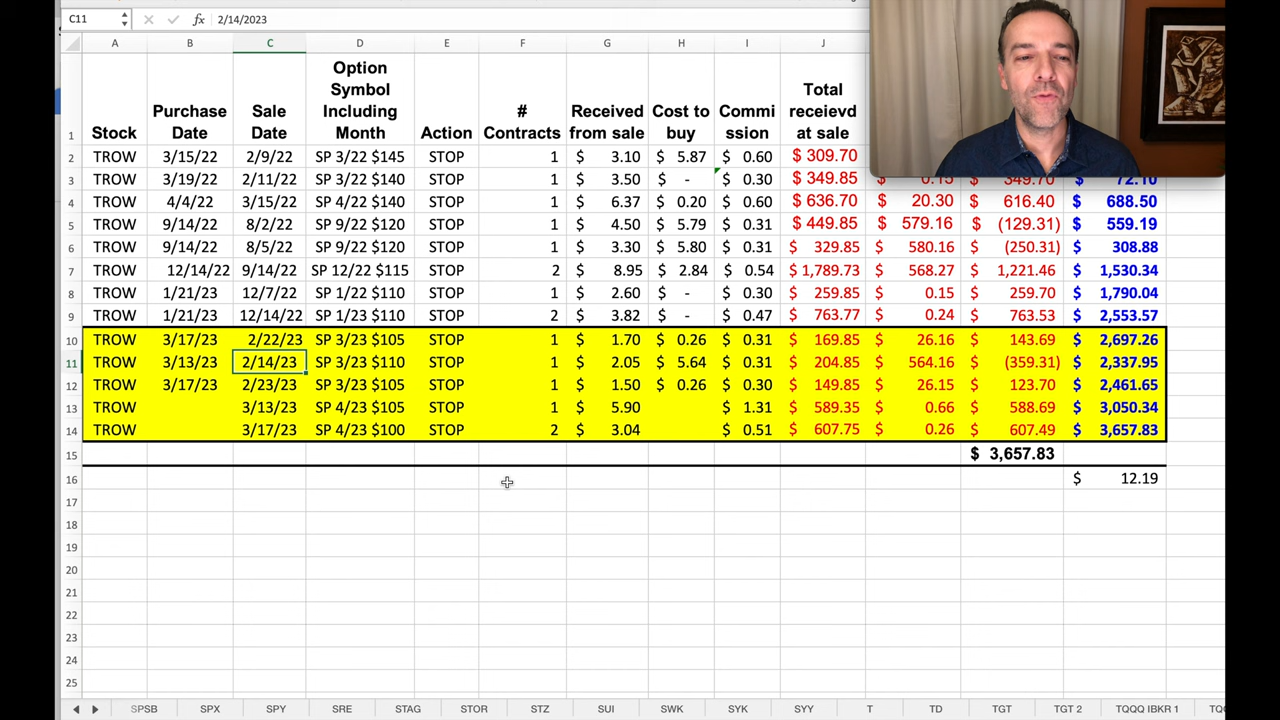 C11 fx 2/14/2023
A B C D E F G H I J
1 Stock Purchase Date Sale Date Option Symbol Including Month Action # Contracts Received from sale Cost to buy Commi ssion Total receievd at sale
2 TROW 3/15/22 2/9/22 SP 3/22 $145 STOP 1 $ 3.10 $ 5.87 $ 0.60 $ 309.70
3 TROW 3/19/22 2/11/22 SP 3/22 $140 STOP 1 $ 3.50 $ - $ 0.30 $ 349.85 $ 0.15 $ 349.70 $ 72.10
4 TROW 4/4/22 3/15/22 SP 4/22 $140 STOP 1 $ 6.37 $ 0.20 $ 0.60 $ 636.70 $ 20.30 $ 616.40 $ 688.50
5 TROW 9/14/22 8/2/22 SP 9/22 $120 STOP 1 $ 4.50 $ 5.79 $ 0.31 $ 449.85 $ 579.16 $ (129.31) $ 559.19
6 TROW 9/14/22 8/5/22 SP 9/22 $120 STOP 1 $ 3.30 $ 5.80 $ 0.31 $ 329.85 $ 580.16 $ (250.31) $ 308.88
7 TROW 12/14/22 9/14/22 SP 12/22 $115 STOP 2 $ 8.95 $ 2.84 $ 0.54 $ 1,789.73 $ 568.27 $ 1,221.46 $ 1,530.34
8 TROW 1/21/23 12/7/22 SP 1/22 $110 STOP 1 $ 2.60 $ - $ 0.30 $ 259.85 $ 0.15 $ 259.70 $ 1,790.04
9 TROW 1/21/23 12/14/22 SP 1/23 $110 STOP 2 $ 3.82 $ - $ 0.47 $ 763.77 $ 0.24 $ 763.53 $ 2,553.57
10 TROW 3/17/23 2/22/23 SP 3/23 $105 STOP 1 $ 1.70 $ 0.26 $ 0.31 $ 169.85 $ 26.16 $ 143.69 $ 2,697.26
11 TROW 3/13/23 2/14/23 SP 3/23 $110 STOP 1 $ 2.05 $ 5.64 $ 0.31 $ 204.85 $ 564.16 $ (359.31) $ 2,337.95
12 TROW 3/17/23 2/23/23 SP 3/23 $105 STOP 1 $ 1.50 $ 0.26 $ 0.30 $ 149.85 $ 26.15 $ 123.70 $ 2,461.65
13 TROW 3/13/23 SP 4/23 $105 STOP 1 $ 5.90 $ 1.31 $ 589.35 $ 0.66 $ 588.69 $ 3,050.34
14 TROW 3/17/23 SP 4/23 $100 STOP 2 $ 3.04 $ 0.51 $ 607.75 $ 0.26 $ 607.49 $ 3,657.83
15 $ 3,657.83
16 $ 12.19
17
18
19
20
21
22
23
24
25
SPSB SPX SPY SRE STAG STOR STZ SUI SWK SYK SYY T TD TGT TGT 2 TQQQ IBKR 1